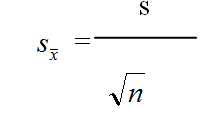 s
s_x̄ = ―
√n